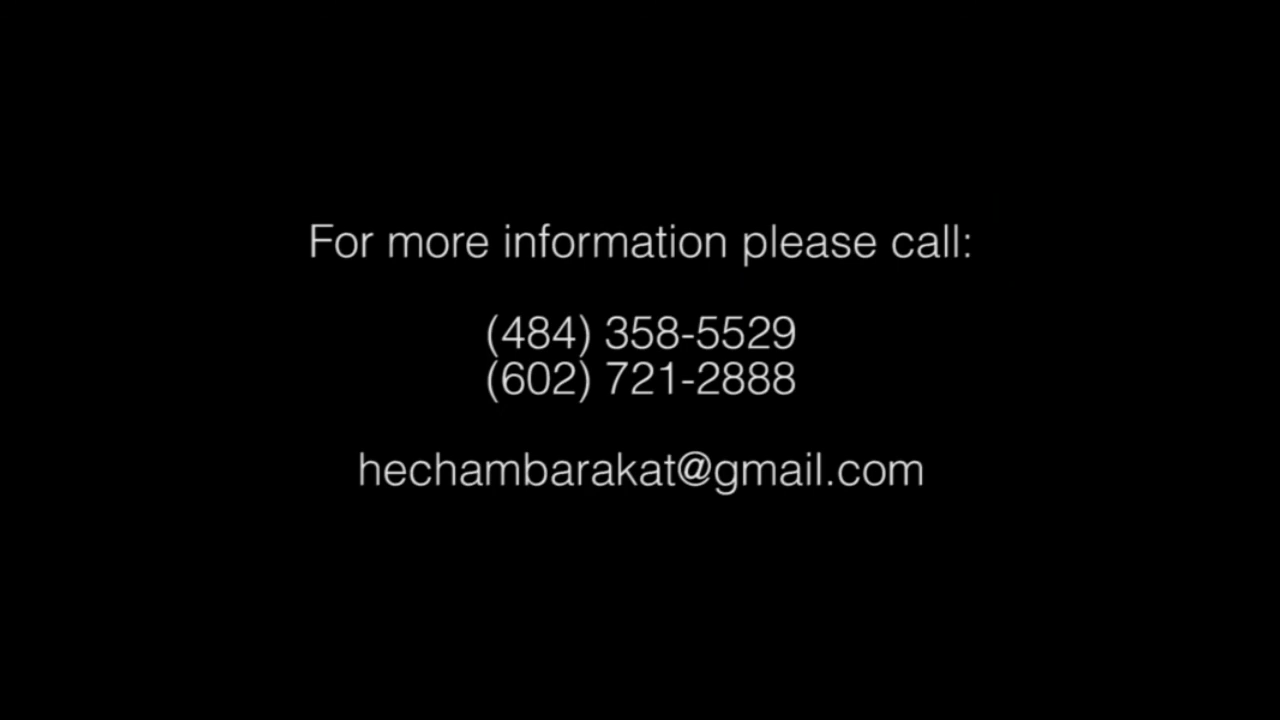 For more information please call:
(484) 358-5529
(602) 721-2888
hechambarakat@gmail.com